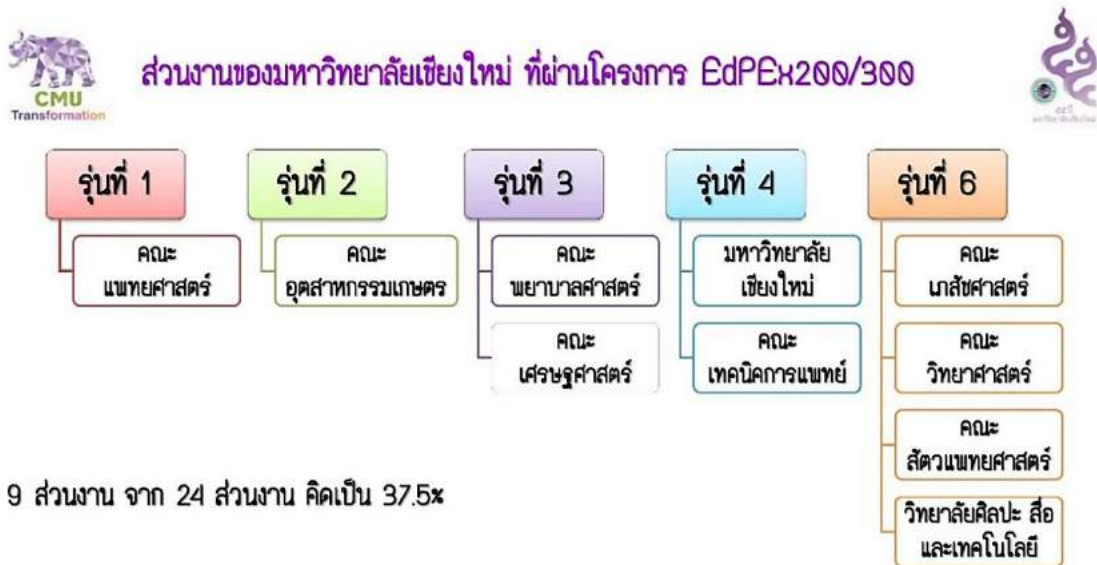 CMU
Transformation
ส่วนงานของมหาวิทยาลัยเชียงใหม่ ที่ผ่านโครงการ EdPEx200/300
รุ่นที่ 1
คณะ
แพทยศาสตร์
รุ่นที่ 2
คณะ
อุตสาหกรรมเกษตร
รุ่นที่ 3
คณะ
พยาบาลศาสตร์
คณะ
เศรษฐศาสตร์
รุ่นที่ 4
มหาวิทยาลัย
เชียงใหม่
คณะ
เทคนิคการแพทย์
รุ่นที่ 6
คณะ
เภสัชศาสตร์
คณะ
วิทยาศาสตร์
คณะ
สัตวแพทยศาสตร์
วิทยาลัยศิลปะ สื่อ
และเทคโนโลยี
9 ส่วนงาน จาก 24 ส่วนงาน คิดเป็น 37.5%